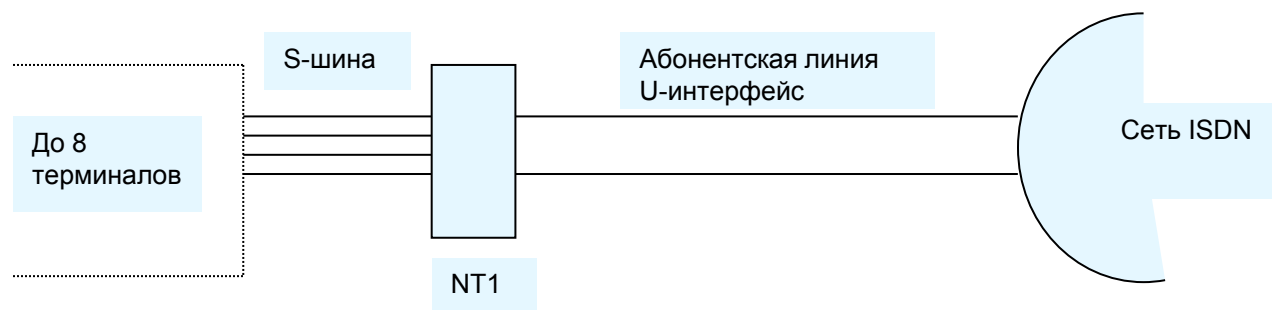 S-шина
Абонентская линия
U-интерфейс
Сеть ISDN
До 8
терминалов
NT1